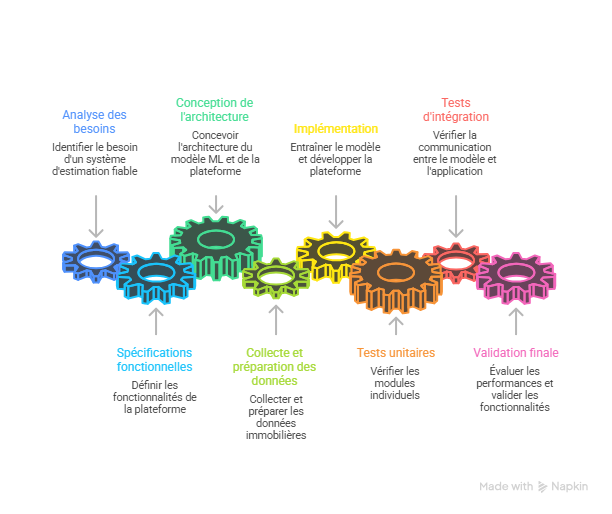 Analyse des
besoins
Identifier le besoin
d'un système
d'estimation fiable
Conception de
l'architecture
Concevoir
l'architecture du
modèle ML et de la
plateforme
Implémentation
Entraîner le modèle
et développer la
plateforme
Tests
d'intégration
Vérifier la
communication
entre le modèle et
l'application
Spécifications
fonctionnelles
Définir les
fonctionnalités de
la plateforme
Collecte et
préparation des
données
Collecter et
préparer les
données
immobilières
Tests unitaires
Vérifier les
modules
individuels
Validation finale
Évaluer les
performances et
valider les
fonctionnalités
Made with Napkin